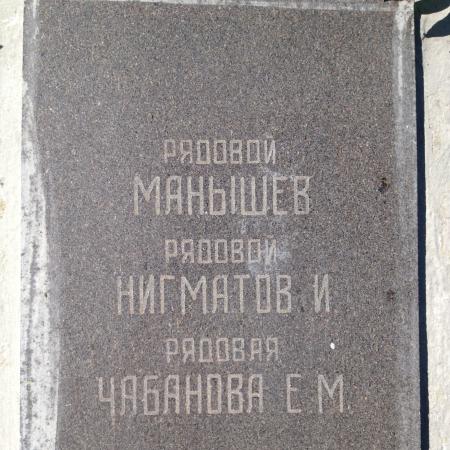 РЯДОВОЙ
МАНЫШЕВ
РЯДОВОЙ
НИГМАТОВ И.
РЯДОВАЯ
ЧАБАНОВА Е.М.